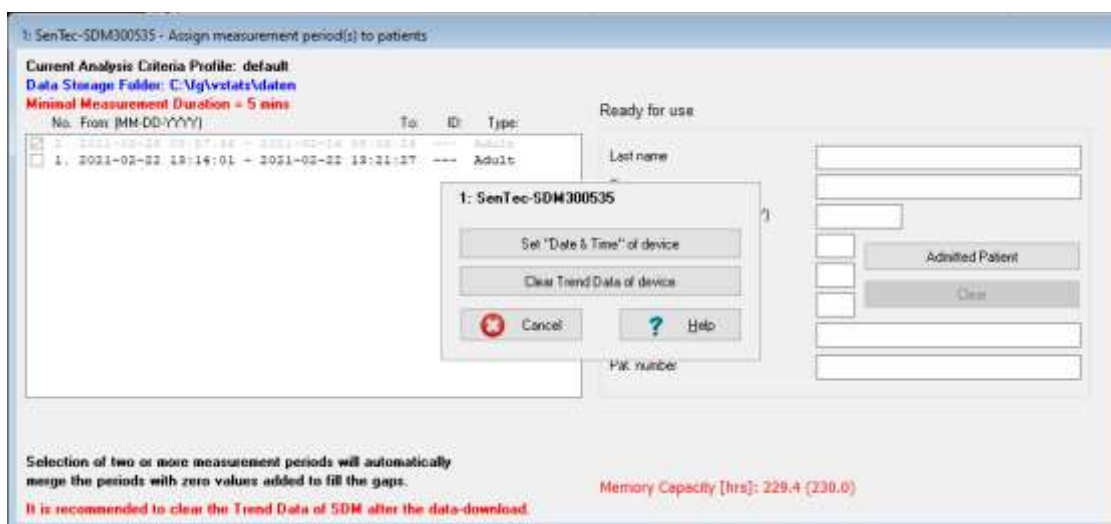 1: SenTec-SDM300535 - Assign measurement period(s) to patients
Current Analysis Criteria Profile: default
Data Storage Folder: C:\fg\vstats\daten
Minimal Measurement Duration = 5 mins
No. From: (MM-DD-YYYY) To: ID: Type:
Adult
1. 2021-02-22 13:14:01 - 2021-02-22 13:21:27 --- Adult
Ready for use
Last name
1: SenTec-SDM300535
Set "Date & Time" of device
Clear Trend Data of device
Cancel
Help
Admitted Patient
Clear
Pat. number
Selection of two or more measurement periods will automatically
merge the periods with zero values added to fill the gaps.
It is recommended to clear the Trend Data of SDM after the data-download.
Memory Capacity [hrs]: 229.4 (230.0)